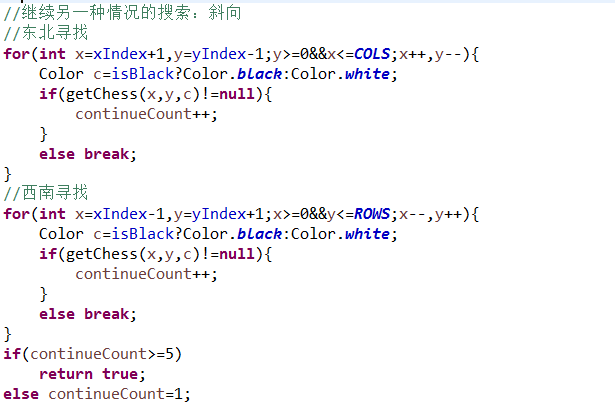 //继续另一种情况的搜索：斜向
//东北寻找
for(int x=xIndex+1,y=yIndex-1;y>=0&&x<=COLS;x++,y--){
    Color c=isBlack?Color.black:Color.white;
    if(getChess(x,y,c)!=null){
        continueCount++;
    }
    else break;
}
//西南寻找
for(int x=xIndex-1,y=yIndex+1;x>=0&&y<=ROWS;x--,y++){
    Color c=isBlack?Color.black:Color.white;
    if(getChess(x,y,c)!=null){
        continueCount++;
    }
    else break;
}
if(continueCount>=5)
    return true;
else continueCount=1;